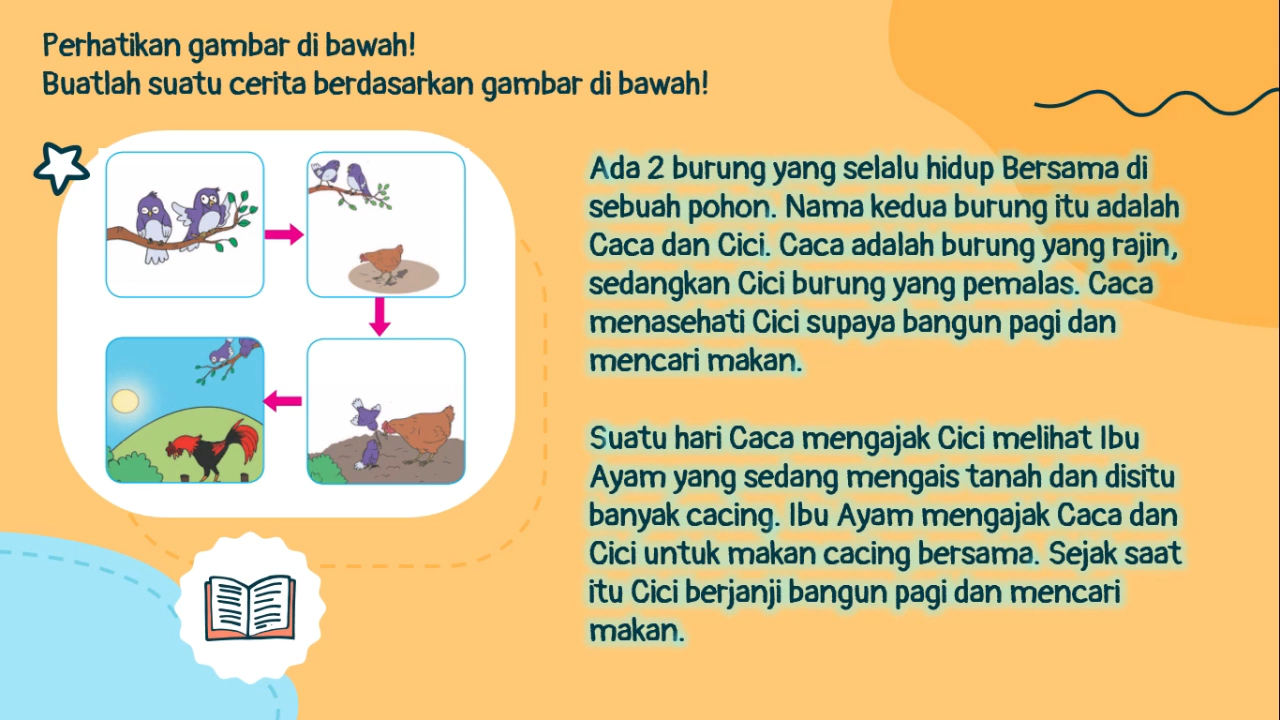 Perhatikan gambar di bawah!
Buatlah suatu cerita berdasarkan gambar di bawah!
Ada 2 burung yang selalu hidup Bersama di
sebuah pohon. Nama kedua burung itu adalah
Caca dan Cici. Caca adalah burung yang rajin,
sedangkan Cici burung yang pemalas. Caca
menasehati Cici supaya bangun pagi dan
mencari makan.
Suatu hari Caca mengajak Cici melihat Ibu
Ayam yang sedang mengais tanah dan disitu
banyak cacing. Ibu Ayam mengajak Caca dan
Cici untuk makan cacing bersama. Sejak saat
itu Cici berjanji bangun pagi dan mencari
makan.